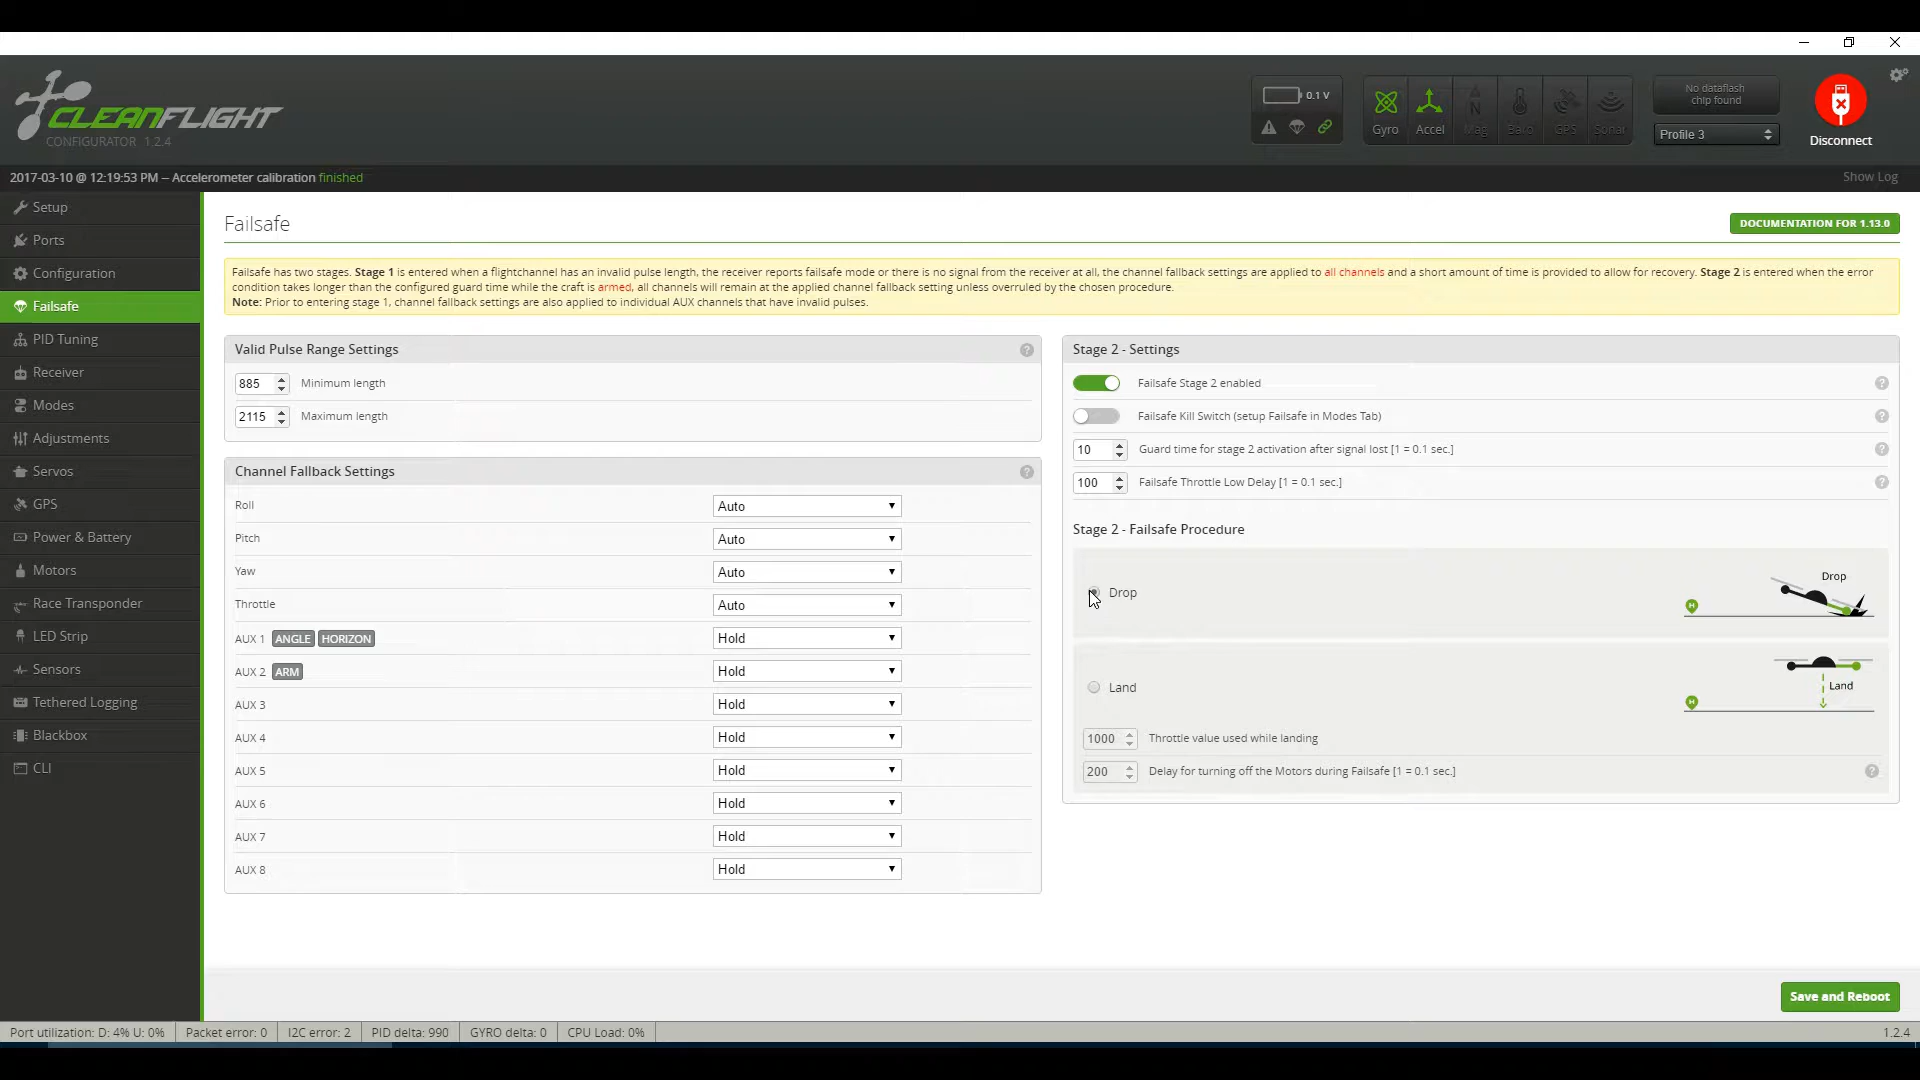 CLEANFLIGHT
CONFIGURATOR 1.2.4
0.1 V
Gyro
Accel
Mag
Baro
GPS
Sonar
No dataflash
chip found
Profile 3
Disconnect
2017-03-10 @ 12:19:53 PM -- Accelerometer calibration finished
Show Log
Setup
Ports
Configuration
Failsafe
PID Tuning
Receiver
Modes
Adjustments
Servos
GPS
Power & Battery
Motors
Race Transponder
LED Strip
Sensors
Tethered Logging
Blackbox
CLI
Failsafe
DOCUMENTATION FOR 1.13.0
Failsafe has two stages. Stage 1 is entered when a flightchannel has an invalid pulse length, the receiver reports failsafe mode or there is no signal from the receiver at all, the channel fallback settings are applied to all channels and a short amount of time is provided to allow for recovery. Stage 2 is entered when the error
condition takes longer than the configured guard time while the craft is armed, all channels will remain at the applied channel fallback setting unless overruled by the chosen procedure.
Note: Prior to entering stage 1, channel fallback settings are also applied to individual AUX channels that have invalid pulses.
Valid Pulse Range Settings
885 Minimum length
2115 Maximum length
Channel Fallback Settings
Roll Auto
Pitch Auto
Yaw Auto
Throttle Auto
AUX 1 ANGLE HORIZON Hold
AUX 2 ARM Hold
AUX 3 Hold
AUX 4 Hold
AUX 5 Hold
AUX 6 Hold
AUX 7 Hold
AUX 8 Hold
Stage 2 - Settings
Failsafe Stage 2 enabled
Failsafe Kill Switch (setup Failsafe in Modes Tab)
10 Guard time for stage 2 activation after signal lost [1 = 0.1 sec.]
100 Failsafe Throttle Low Delay [1 = 0.1 sec.]
Stage 2 - Failsafe Procedure
Drop
Drop
H
Land
Land
H
1000 Throttle value used while landing
200 Delay for turning off the Motors during Failsafe [1 = 0.1 sec.]
Save and Reboot
Port utilization: D: 4% U: 0% Packet error: 0 I2C error: 2 PID delta: 990 GYRO delta: 0 CPU Load: 0% 1.2.4